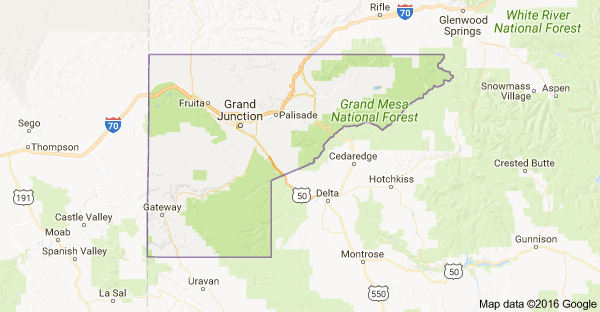 Rifle
70
Glenwood
Springs
White River
National Forest
Fruita
Grand
Junction
Palisade
Grand Mesa
National Forest
Snowmass
Village
Aspen
Sego
70
Thompson
Cedaredge
Crested Butte
191
Hotchkiss
50
Delta
Gateway
Castle Valley
Moab
Spanish Valley
Gunnison
Montrose
50
Uravan
La Sal
550
Map data ©2016 Google